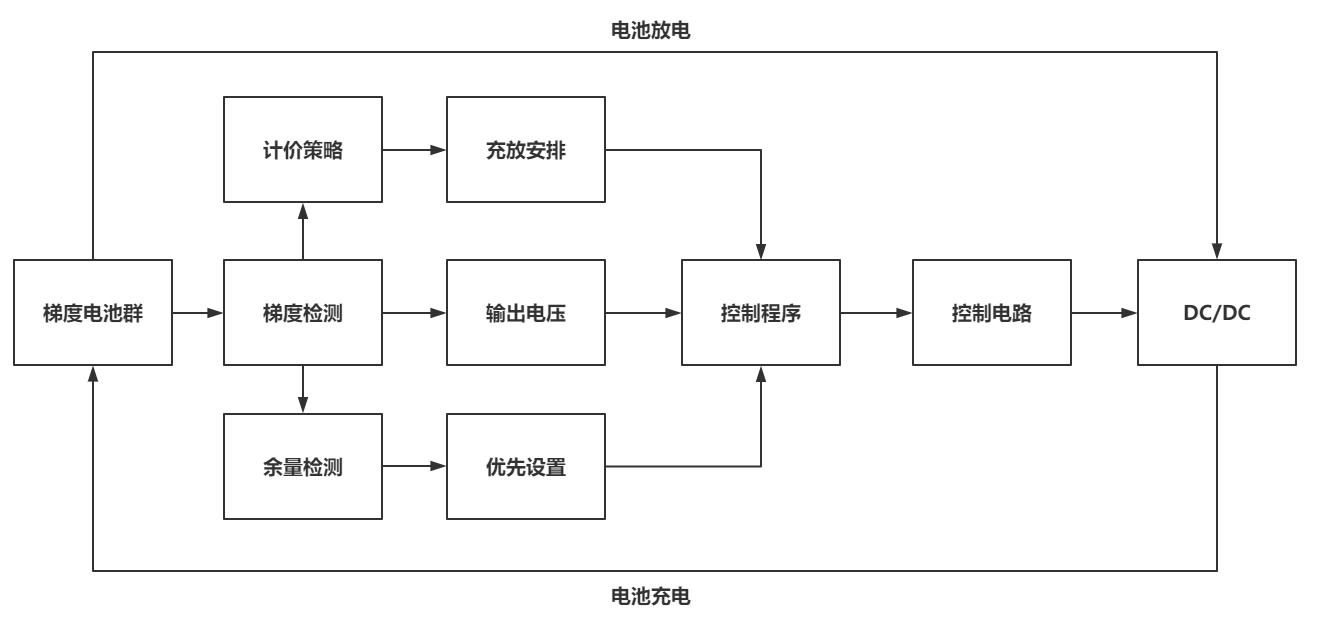 电池放电
计价策略
充放安排
梯度电池群
梯度检测
输出电压
控制程序
控制电路
DC/DC
余量检测
优先设置
电池充电